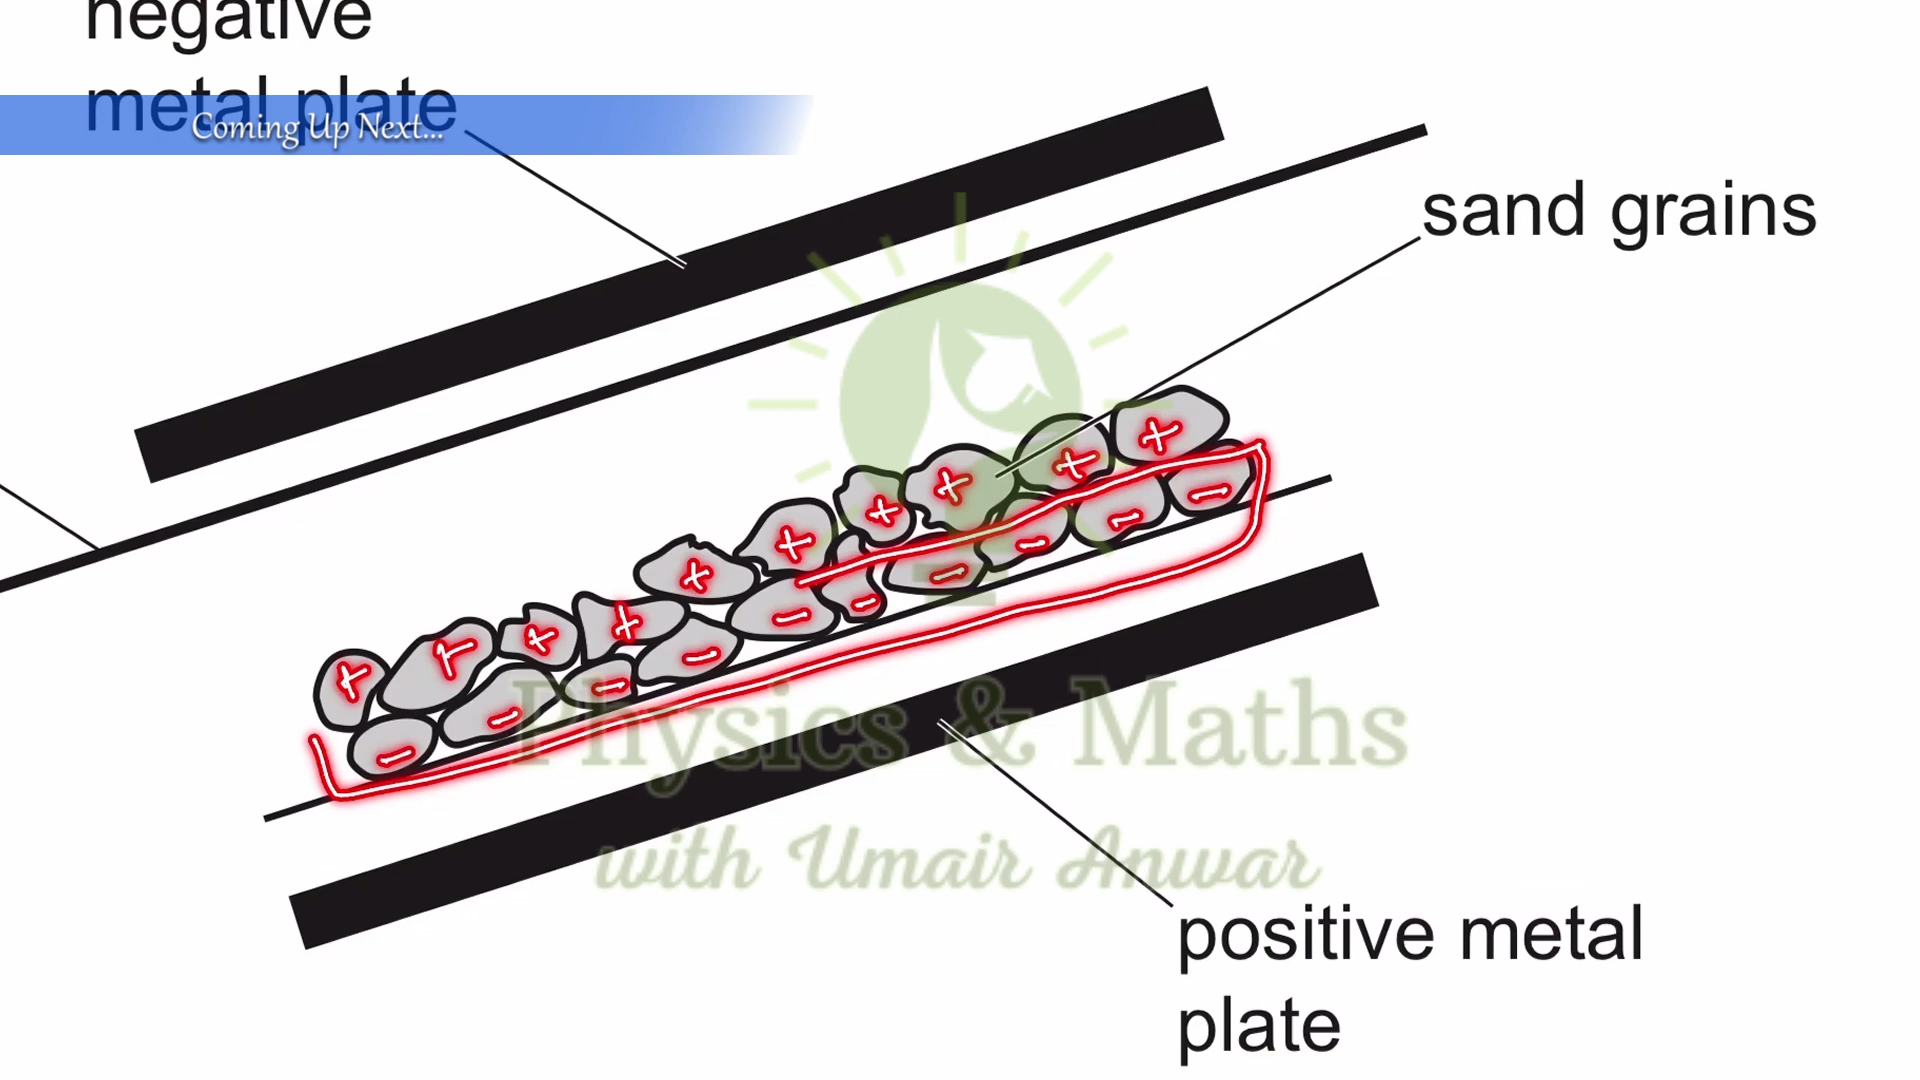 negative
metal plate
Coming Up Next...
sand grains
+ + + + + + + + + +
- - - - - - - - - -
Physics & Maths
with Umair Anwar
positive metal
plate